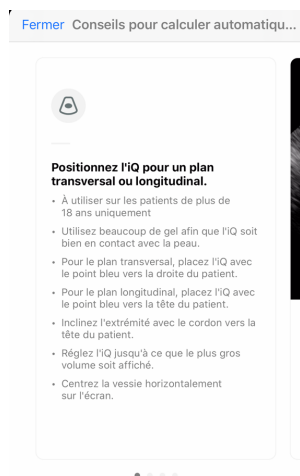 Fermer Conseils pour calculer automatiqu...
Positionnez l'iQ pour un plan
transversal ou longitudinal.
• À utiliser sur les patients de plus de
18 ans uniquement
• Utilisez beaucoup de gel afin que l'iQ soit
bien en contact avec la peau.
• Pour le plan transversal, placez l'iQ avec
le point bleu vers la droite du patient.
• Pour le plan longitudinal, placez l'iQ avec
le point bleu vers la tête du patient.
• Inclinez l'extrémité avec le cordon vers la
tête du patient.
• Réglez l'iQ jusqu'à ce que le plus gros
volume soit affiché.
• Centrez la vessie horizontalement
sur l'écran.